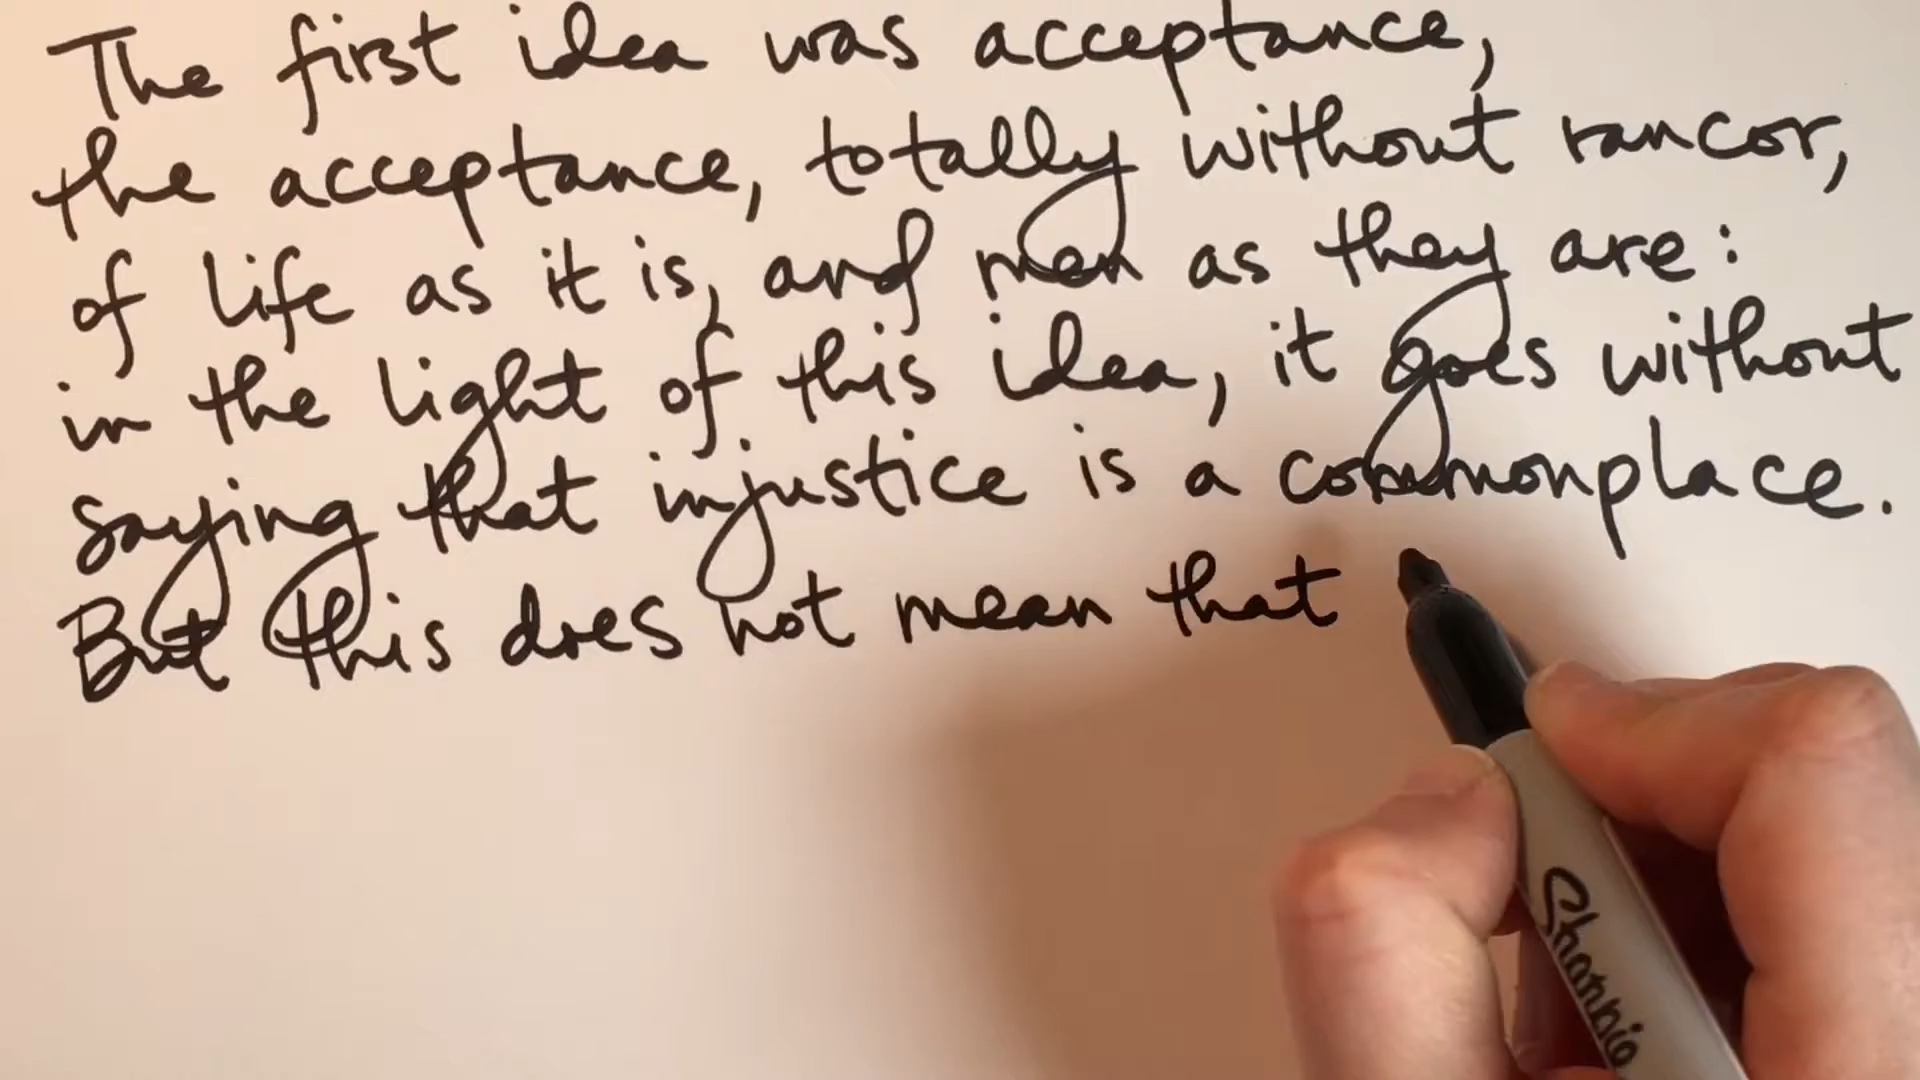 The first idea was acceptance,
the acceptance, totally without rancor,
of life as it is, and men as they are:
in the light of this idea, it goes without
saying that injustice is a commonplace.
But this does not mean that
Sharpie